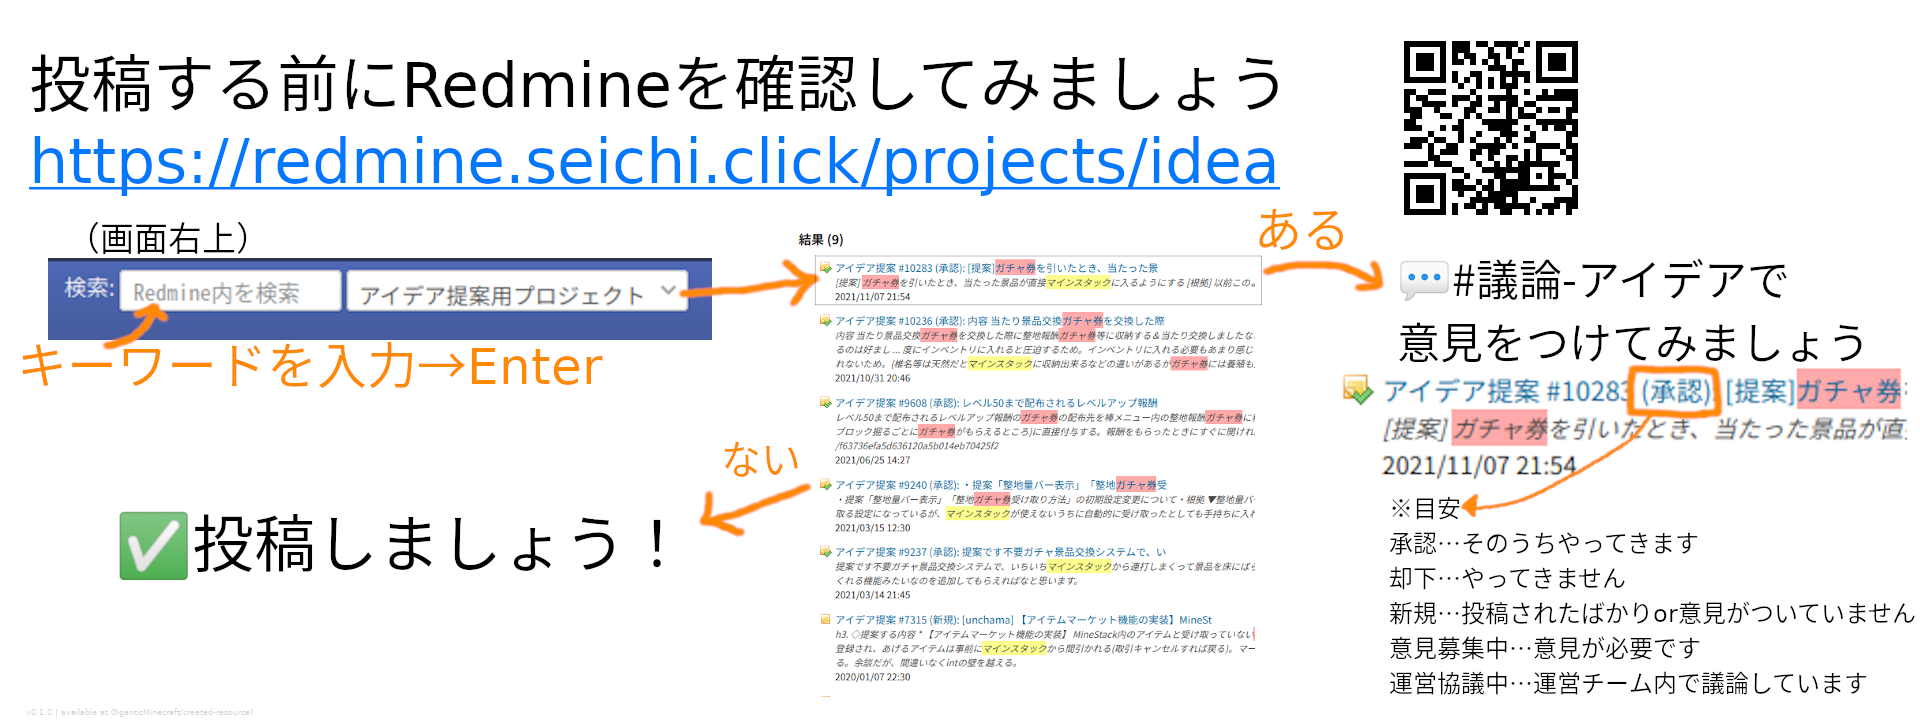 投稿する前にRedmineを確認してみましょう
https://redmine.seichi.click/projects/idea
（画面右上）
検索: Redmine内を検索 アイデア提案用プロジェクト
キーワードを入力→Enter
結果 (9)
アイデア提案 #10283 (承認): [提案]ガチャ券を引いたとき、当たった景
[提案] ガチャ券を引いたとき、当たった景品が直接マインスタックに入るようにする [根拠] 以前この
2021/11/07 21:54
アイデア提案 #10236 (承認): 内容 当たり景品交換ガチャ券を交換した際
内容 当たり景品交換ガチャ券を交換した際に整地報酬ガチャ券等に収納する＆当たり交換しましたな
るのは好まし ... 度にインベントリに入れると圧迫するため。インベントリに入れる必要もあまり感じ
れないため。(椎名等は天然だとマインスタックに収納出来るなどの違いがあるがガチャ券には養殖も
2021/10/31 20:46
アイデア提案 #9608 (承認): レベル50まで配布されるレベルアップ報酬
レベル50まで配布されるレベルアップ報酬のガチャ券の配布先を棒メニュー内の整地報酬ガチャ券に
ブロック掘るごとにガチャ券がもらえるところ)に直接付与する。報酬をもらったときにすぐに開けれ
/f63736efa5d636120a5b014eb70425f2
2021/06/25 14:27
アイデア提案 #9240 (承認): ・提案「整地量バー表示」「整地ガチャ券受
・提案「整地量バー表示」「整地ガチャ券受け取り方法」の初期設定変更について・根拠 ▼整地量バ
取る設定になっているが、マインスタックが使えないうちに自動的に受け取ったとしても手持ちに入れ
2021/03/15 12:30
アイデア提案 #9237 (承認): 提案です不要ガチャ景品交換システムで、い
提案です不要ガチャ景品交換システムで、いちいちマインスタックから連打しまくって景品を床にばら
くれる機能みたいなのを追加してもらえればなと思います。
2021/03/14 21:45
アイデア提案 #7315 (新規): [unchama] 【アイテムマーケット機能の実装】MineSt
h3. ◇提案する内容 * 【アイテムマーケット機能の実装】 MineStack内のアイテムと受け取っていない
登録され、あげるアイテムは事前にマインスタックから間引かれる(取引キャンセルすれば戻る)。マー
る。余談だが、間違いなくintの壁を越える。
2020/01/07 22:30
ない
✅投稿しましょう！
ある
#議論-アイデアで
意見をつけてみましょう
アイデア提案 #10283 (承認): [提案]ガチャ券
[提案] ガチャ券を引いたとき、当たった景品が直
2021/11/07 21:54
※目安
承認…そのうちやってきます
却下…やってきません
新規…投稿されたばかりor意見がついていません
意見募集中…意見が必要です
運営協議中…運営チーム内で議論しています
v0.1.0 | available at GiganticMinecraft/created-resource!